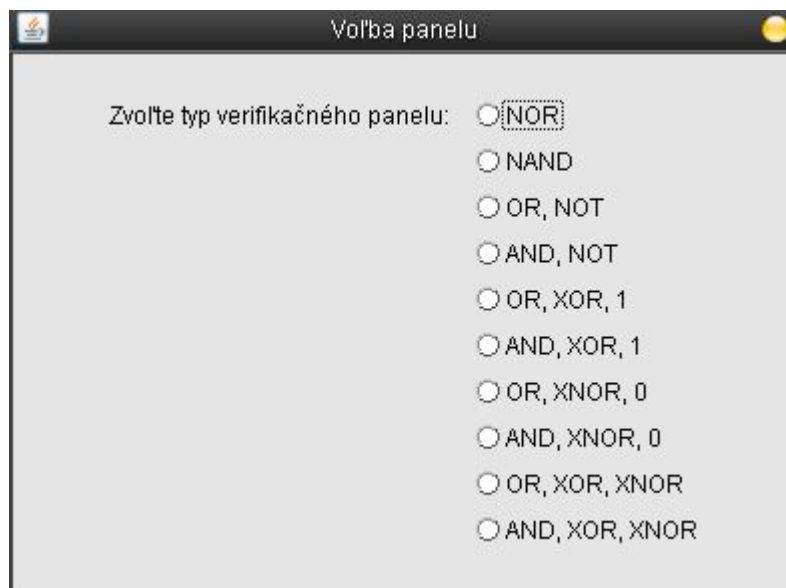 Voľba panelu
Zvoľte typ verifikačného panelu: NOR
NAND
OR, NOT
AND, NOT
OR, XOR, 1
AND, XOR, 1
OR, XNOR, 0
AND, XNOR, 0
OR, XOR, XNOR
AND, XOR, XNOR